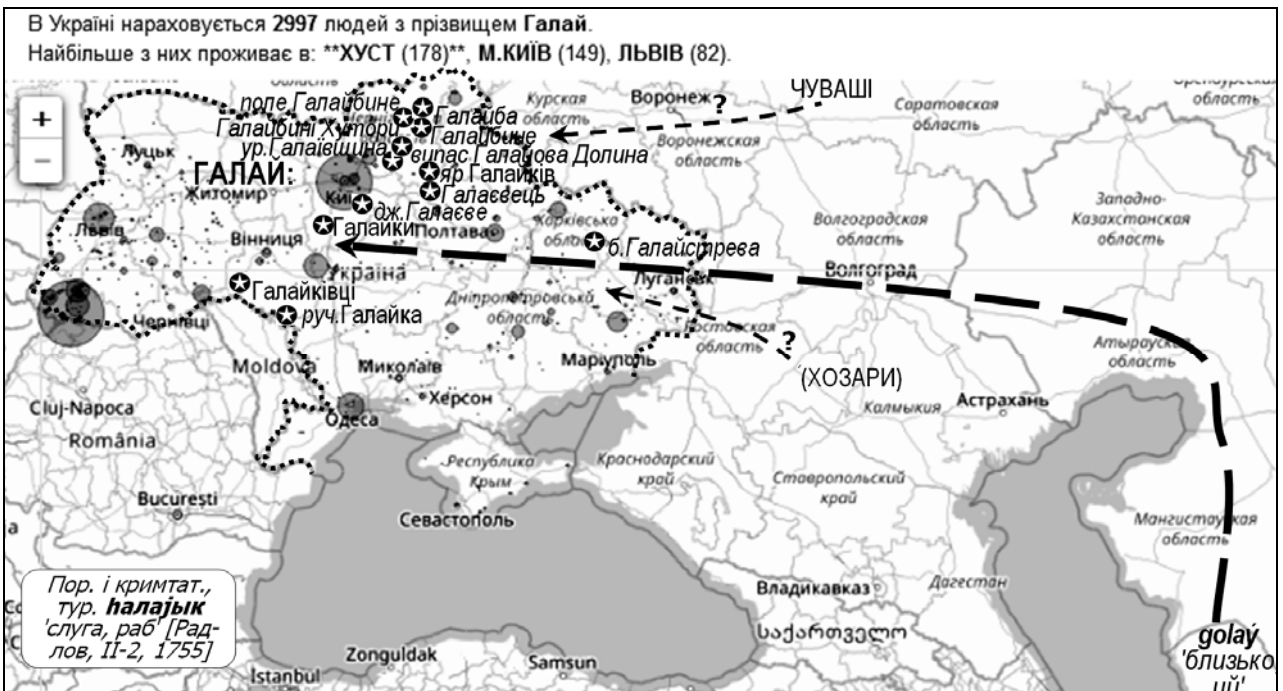 В Україні нараховується 2997 людей з прізвищем Галай.
Найбільше з них проживає в: **ХУСТ (178)**, М.КИЇВ (149), ЛЬВІВ (82).
+
−
ЧУВАШІ
?
Курская
область
Воронеж
Саратовская
область
Воронежская
область
поле Галайбине
Галайба
Галайбині Хутори
Галайбине
ур.Галаївщина
випас Галайова Долина
яр Галайків
Галаєвець
дж.Галаєве
Луцьк
ГАЛАЙ:
Житомир
Київ
Львів
Вінниця
Галайки
Полтава
Харківська
область
б.Галайстрева
Волгоградская
область
Западно-
Казахстанская
область
Україна
Луганськ
Волгоград
Галайківці
руч.Галайка
Дніпропетровська
область
Чернівці
Ростовская
область
?
Атырауская
область
Moldova
Миколаїв
Маріуполь
(ХОЗАРИ)
Херсон
Калмыкия
Астрахань
Cluj-Napoca
Одеса
România
Республика
Крым
Краснодарский
край
Ставропольский
край
București
Севастополь
Мангистауская
область
Пор. і кримтат.,
тур. һалајык
'слуга, раб' [Рад-
лов, II-2, 1755]
Владикавказ
Дагестан
საქართველო
golaý
'близько
ий'
Zonguldak
Samsun
İstanbul